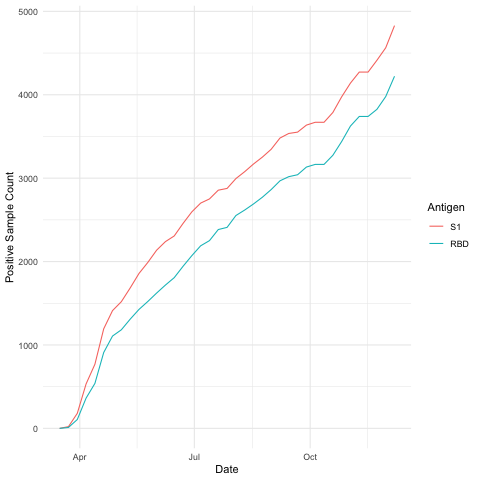 5000
4000
3000
2000
1000
0
Positive Sample Count
Apr
Jul
Oct
Date
Antigen
S1
RBD